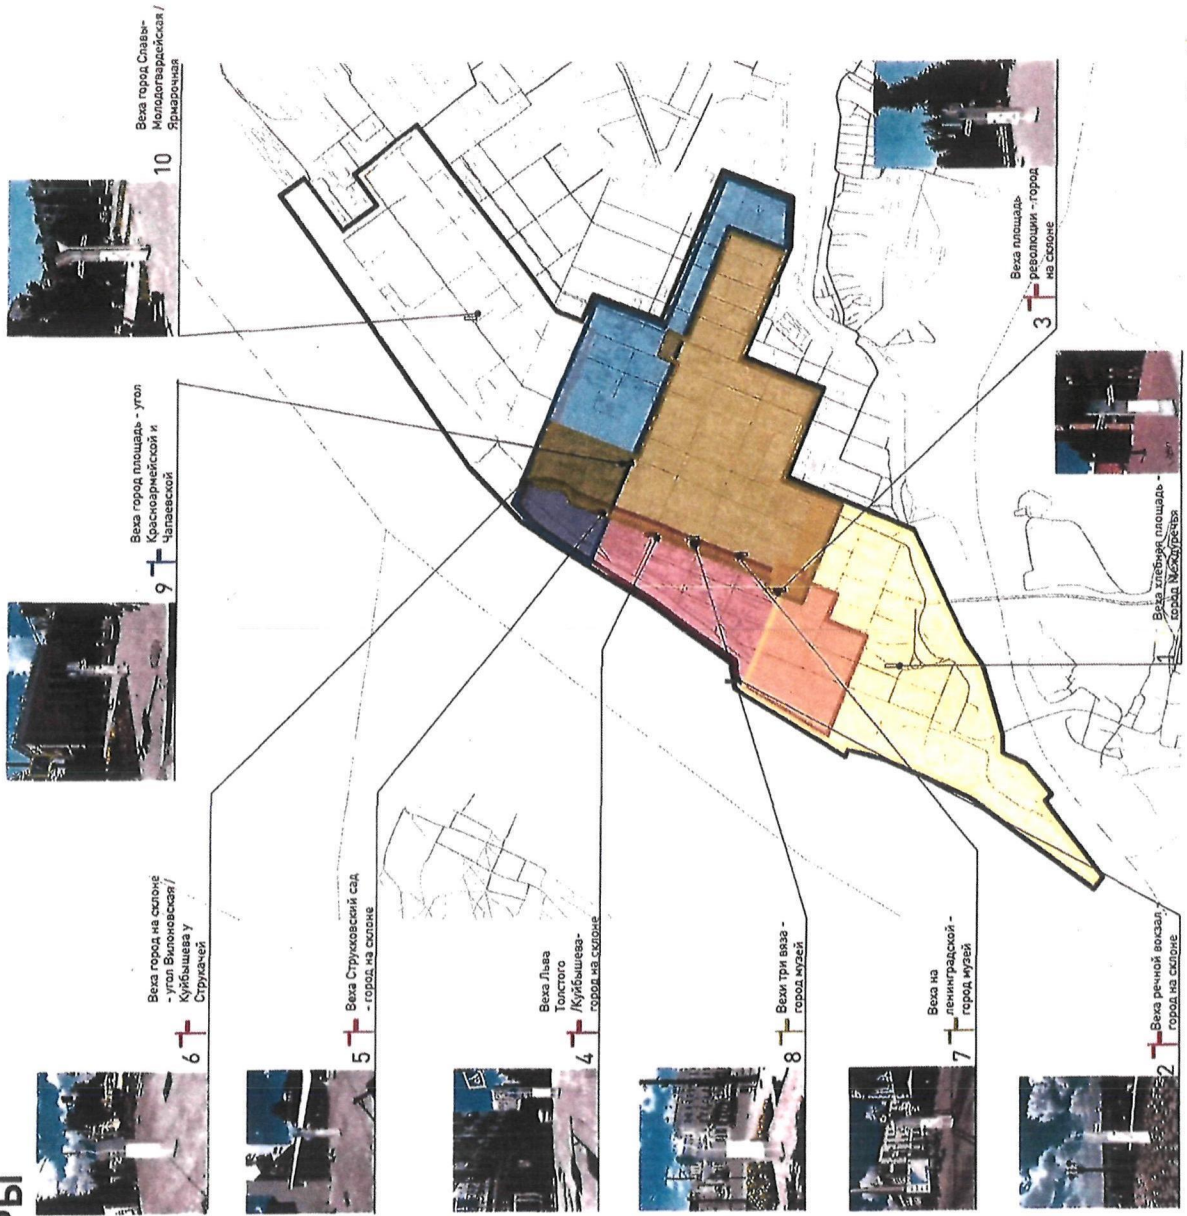 РЫ
10
Веха город Славы-
Молодогвардейская /
Ярмарочная
9
Веха город площадь - угол
Красноармейской и
Чапаевской
6
Веха город на склоне
- угол Вилоновская /
Куйбышева у
Струкачей
5
Веха Струковский сад
- город на склоне
4
Веха Льва
Толстого
/Куйбышева-
город на склоне
8
Вехи три вяза -
город музей
7
Веха на
ленинградской -
город музей
2
Веха речной вокзал -
город на склоне
3
Веха площадь
революции - город
на склоне
1
Веха хлебная площадь -
город Междуречья